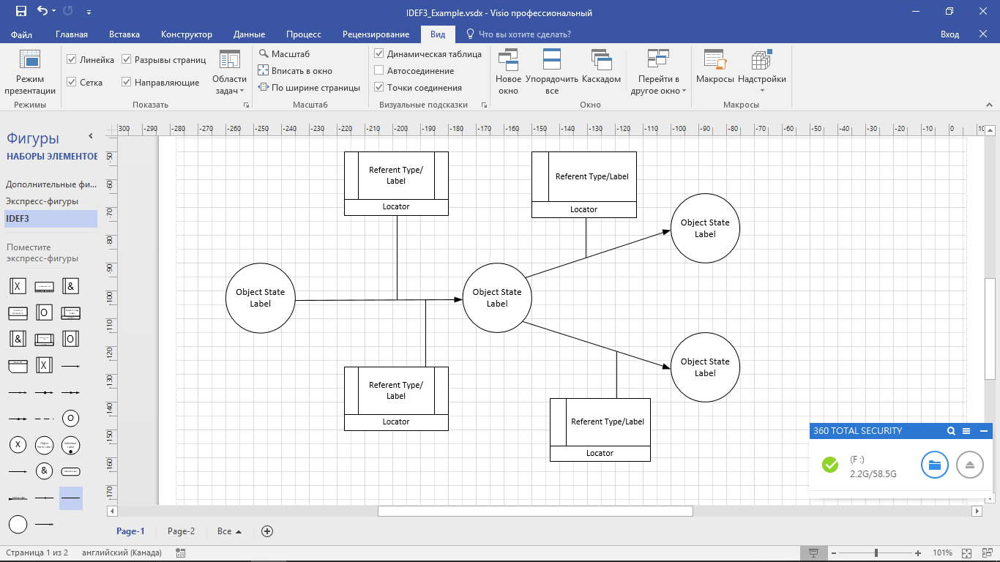 IDEF3_Example.vsdx - Visio профессиональный
Файл
Главная
Вставка
Конструктор
Данные
Процесс
Рецензирование
Вид
Что вы хотите сделать?
Вход
Режим
презентации
Линейка
Разрывы страниц
Сетка
Направляющие
Области
задач
Масштаб
Вписать в окно
По ширине страницы
Динамическая таблица
Автосоединение
Точки соединения
Новое
окно
Упорядочить
все
Каскадом
Перейти в
другое окно
Макросы
Надстройки
Режимы
Показать
Масштаб
Визуальные подсказки
Окно
Макросы
Фигуры
НАБОРЫ ЭЛЕМЕНТОВ
Дополнительные фи...
Экспресс-фигуры
IDEF3
Поместите
экспресс-фигуры
X
&
O
&
O
X
O
X
&
300 -290 -280 -270 -260 -250 -240 -230 -220 -210 -200 -190 -180 -170 -160 -150 -140 -130 -120 -110 -100 -90 -80 -70 -60 -50 -40 -30 -20 -10 0 10
-50
-60
-70
-80
-90
-100
-110
-120
-130
-140
-150
-160
-170
Referent Type/
Label
Locator
Referent Type/Label
Locator
Object State
Label
Object State
Label
Object State
Label
Object State
Label
Referent Type/
Label
Locator
Referent Type/Label
Locator
360 TOTAL SECURITY
(F :)
2.2G/58.5G
Page-1
Page-2
Все
Страница 1 из 2
английский (Канада)
101%